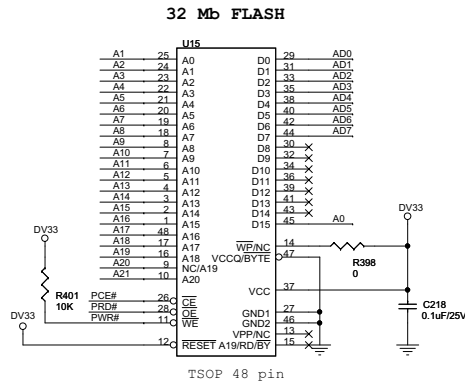 32 Mb FLASH
U15
A1 25 A0 D0 29 AD0
A2 24 A1 D1 31 AD1
A3 23 A2 D2 33 AD2
A4 22 A3 D3 35 AD3
A5 21 A4 D4 38 AD4
A6 20 A5 D5 40 AD5
A7 19 A6 D6 42 AD6
A8 18 A7 D7 44 AD7
A9 8 A8 D8 30
A10 7 A9 D9 32
A11 6 A10 D10 34
A12 5 A11 D11 36
A13 4 A12 D12 39
A14 3 A13 D13 41
A15 2 A14 D14 43
A16 1 A15 D15 45 A0
A17 48 A16
A18 17 A17 WP/NC 14
A19 16 A18 VCCQ/BYTE 47
A20 9 NC/A19
A21 10 A20
DV33
DV33
R398
0
R401
10K
VCC 37
PCE# 26 CE
PRD# 28 OE GND1 27
PWR# 11 WE GND2 46
C218
0.1uF/25V
DV33
VPP/NC 13
12 RESET A19/RD/BY 15
TSOP 48 pin